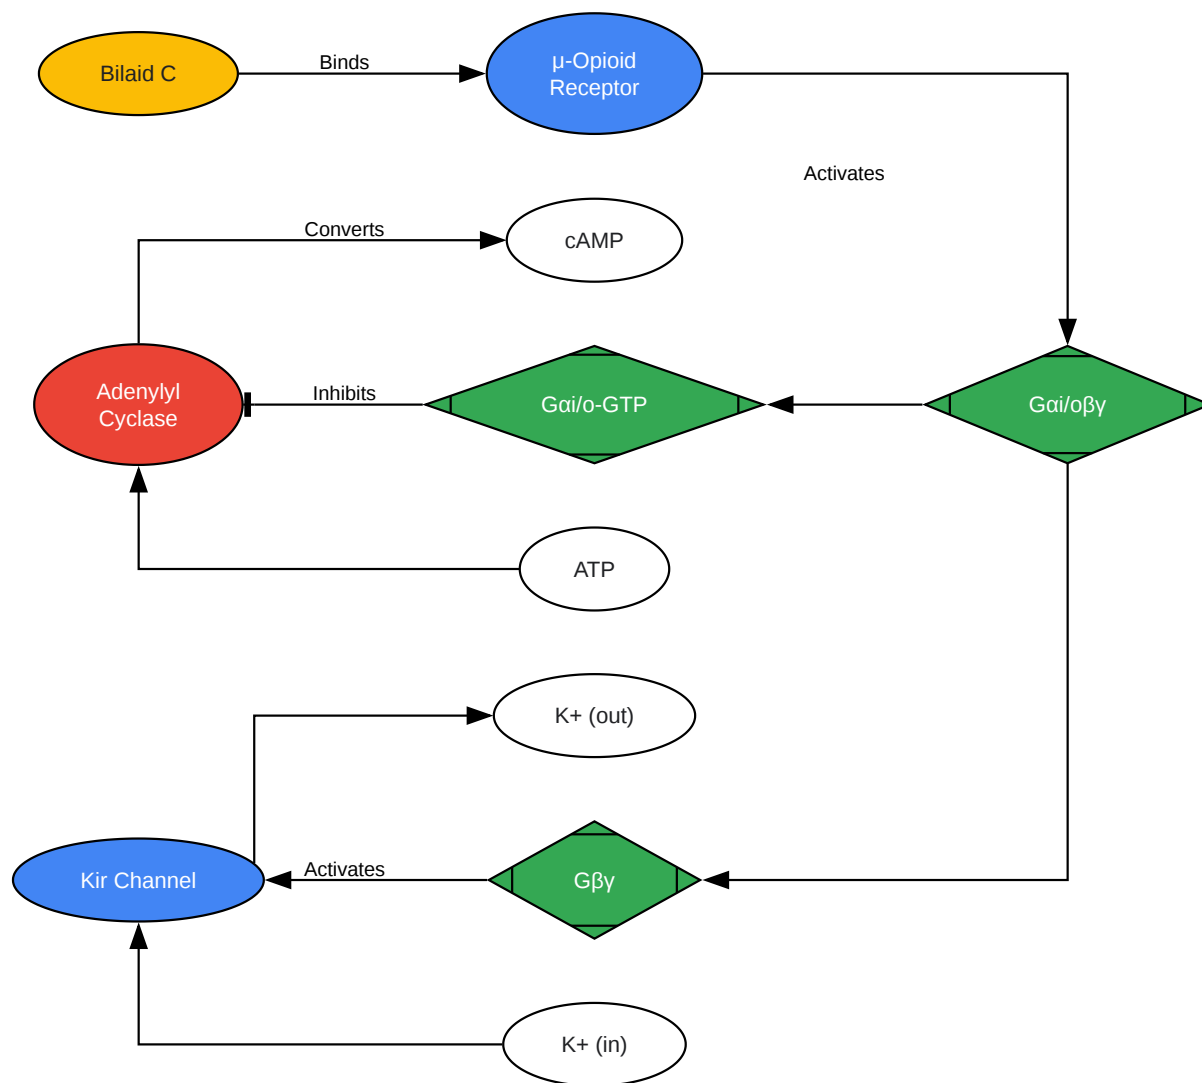 Bilaid C
Binds
μ-Opioid
Receptor
Activates
Converts
cAMP
Adenylyl
Cyclase
Inhibits
Gαi/o-GTP
Gαi/oβγ
ATP
K+ (out)
Kir Channel
Activates
Gβγ
K+ (in)